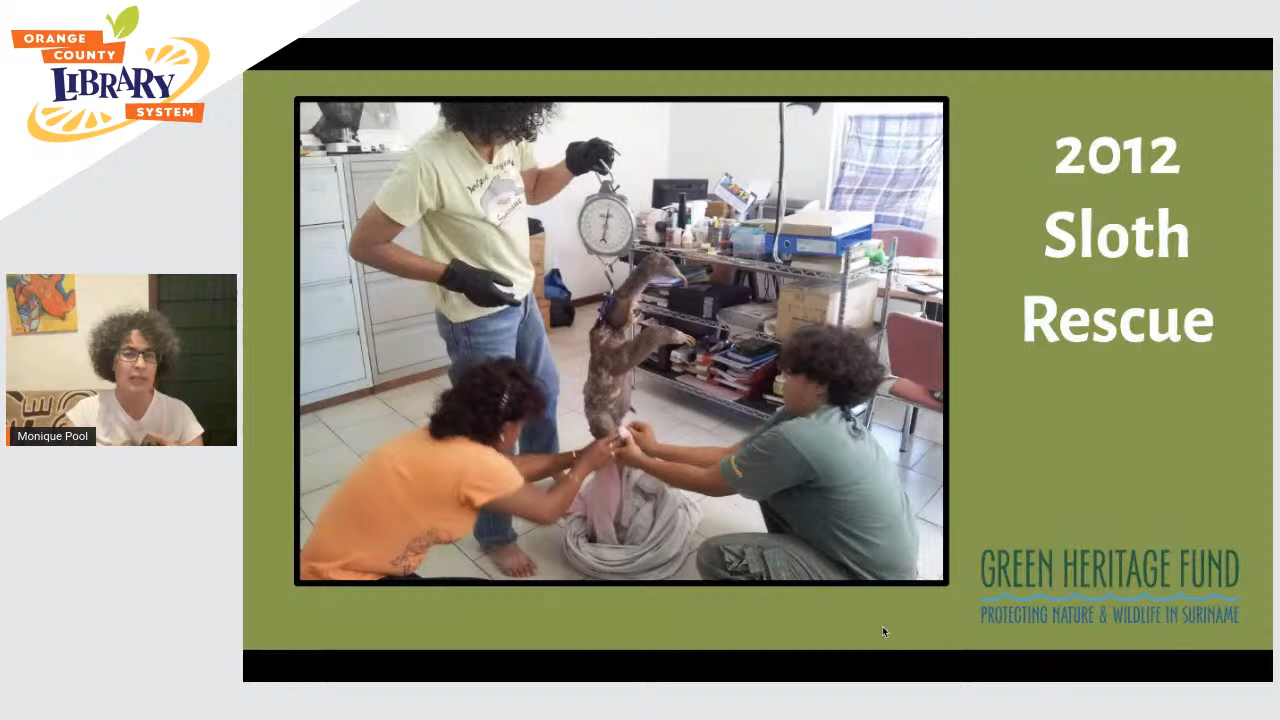 ORANGE
COUNTY
LIBRARY
SYSTEM
2012
Sloth
Rescue
Monique Pool
GREEN HERITAGE FUND
PROTECTING NATURE & WILDLIFE IN SURINAME